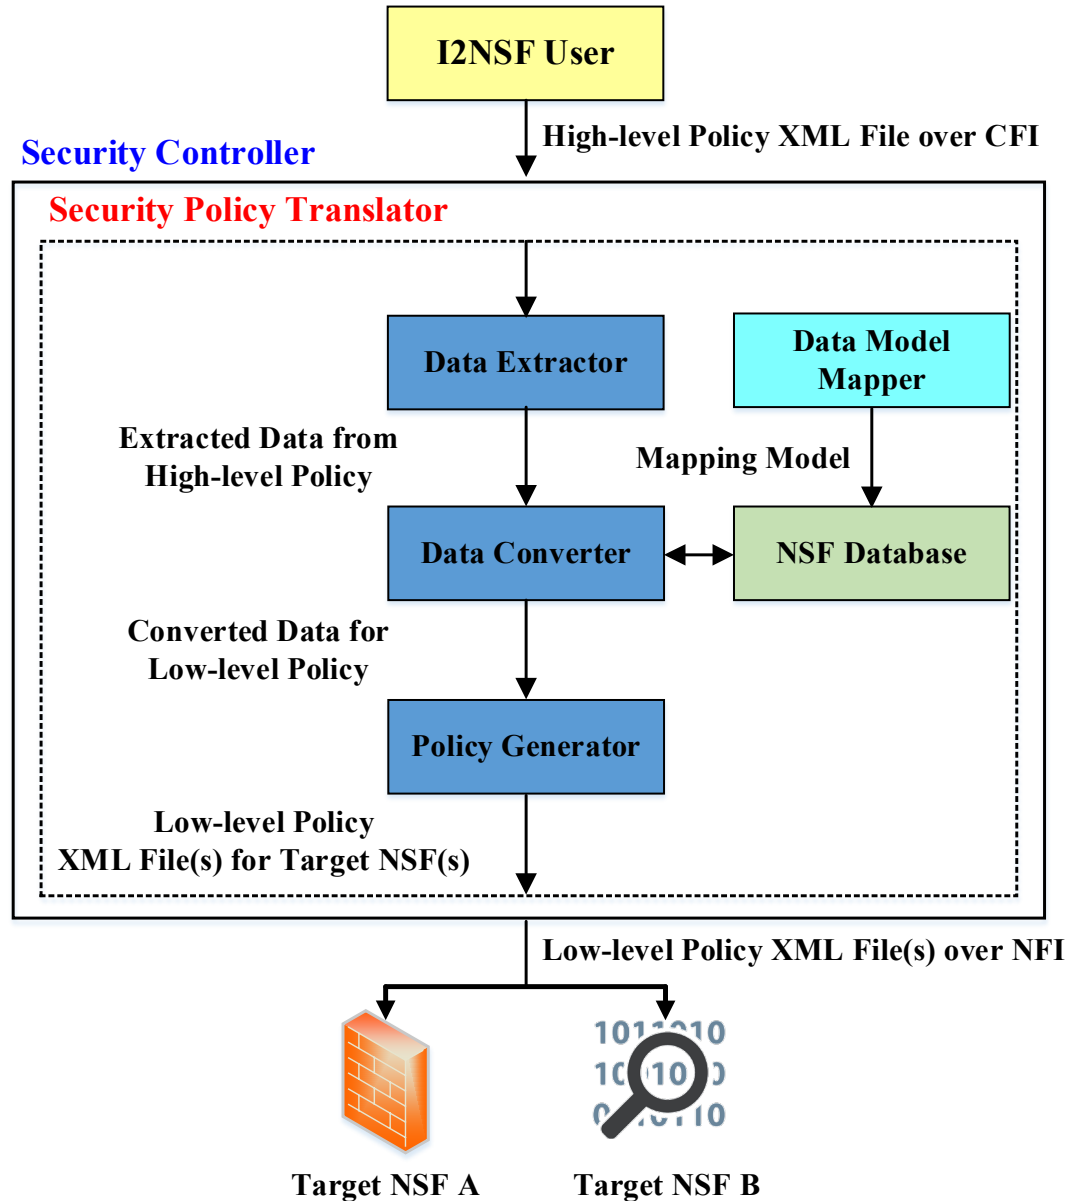 I2NSF User
High-level Policy XML File over CFI
Security Controller
Security Policy Translator
Data Extractor
Data Model
Mapper
Extracted Data from
High-level Policy
Mapping Model
Data Converter
NSF Database
Converted Data for
Low-level Policy
Policy Generator
Low-level Policy
XML File(s) for Target NSF(s)
Low-level Policy XML File(s) over NFI
Target NSF A
Target NSF B